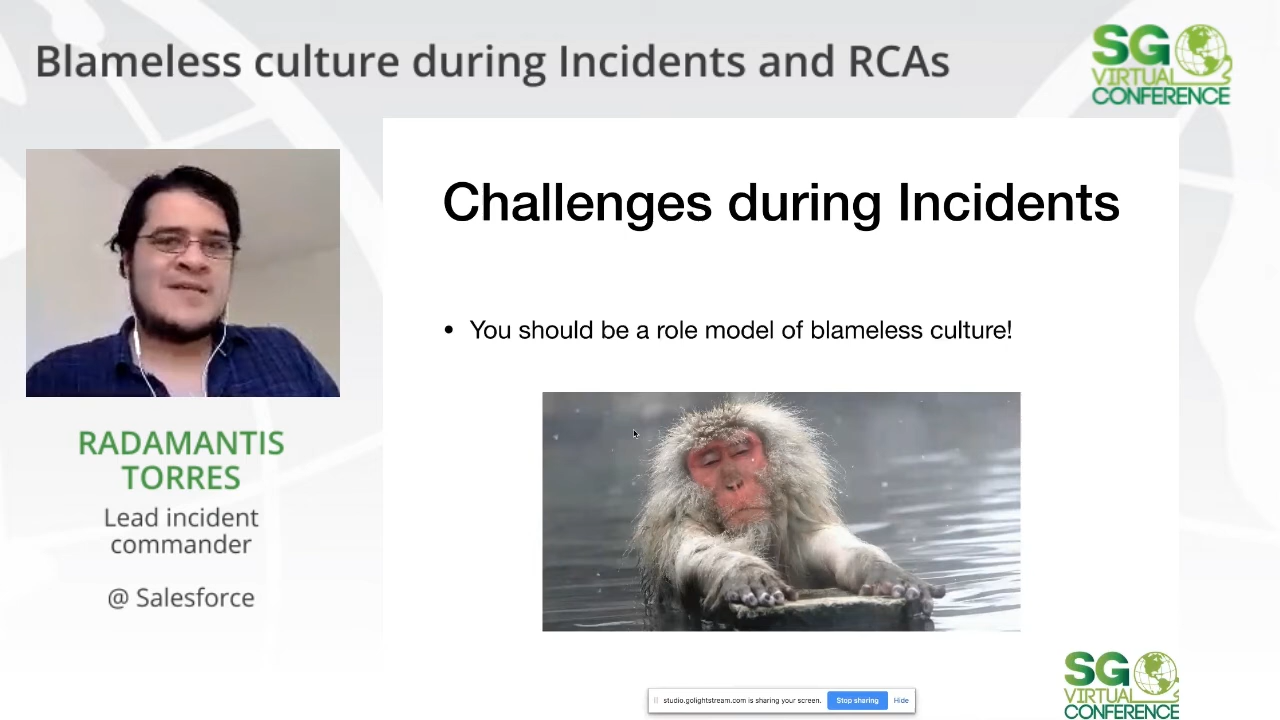 Blameless culture during Incidents and RCAs
SG
VIRTUAL
CONFERENCE
Challenges during Incidents
• You should be a role model of blameless culture!
RADAMANTIS
TORRES
Lead incident
commander
@ Salesforce
SG
VIRTUAL
CONFERENCE
studio.golightstream.com is sharing your screen. Stop sharing Hide